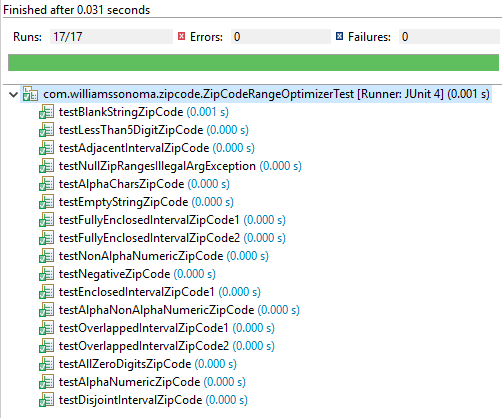 Finished after 0.031 seconds
Runs: 17/17 Errors: 0 Failures: 0
com.williamssonoma.zipcode.ZipCodeRangeOptimizerTest [Runner: JUnit 4] (0.001 s)
testBlankStringZipCode (0.001 s)
testLessThan5DigitZipCode (0.000 s)
testAdjacentIntervalZipCode (0.000 s)
testNullZipRangesIllegalArgException (0.000 s)
testAlphaCharsZipCode (0.000 s)
testEmptyStringZipCode (0.000 s)
testFullyEnclosedIntervalZipCode1 (0.000 s)
testFullyEnclosedIntervalZipCode2 (0.000 s)
testNonAlphaNumericZipCode (0.000 s)
testNegativeZipCode (0.000 s)
testEnclosedIntervalZipCode1 (0.000 s)
testAlphaNonAlphaNumericZipCode (0.000 s)
testOverlappedIntervalZipCode1 (0.000 s)
testOverlappedIntervalZipCode2 (0.000 s)
testAllZeroDigitsZipCode (0.000 s)
testAlphaNumericZipCode (0.000 s)
testDisjointIntervalZipCode (0.000 s)